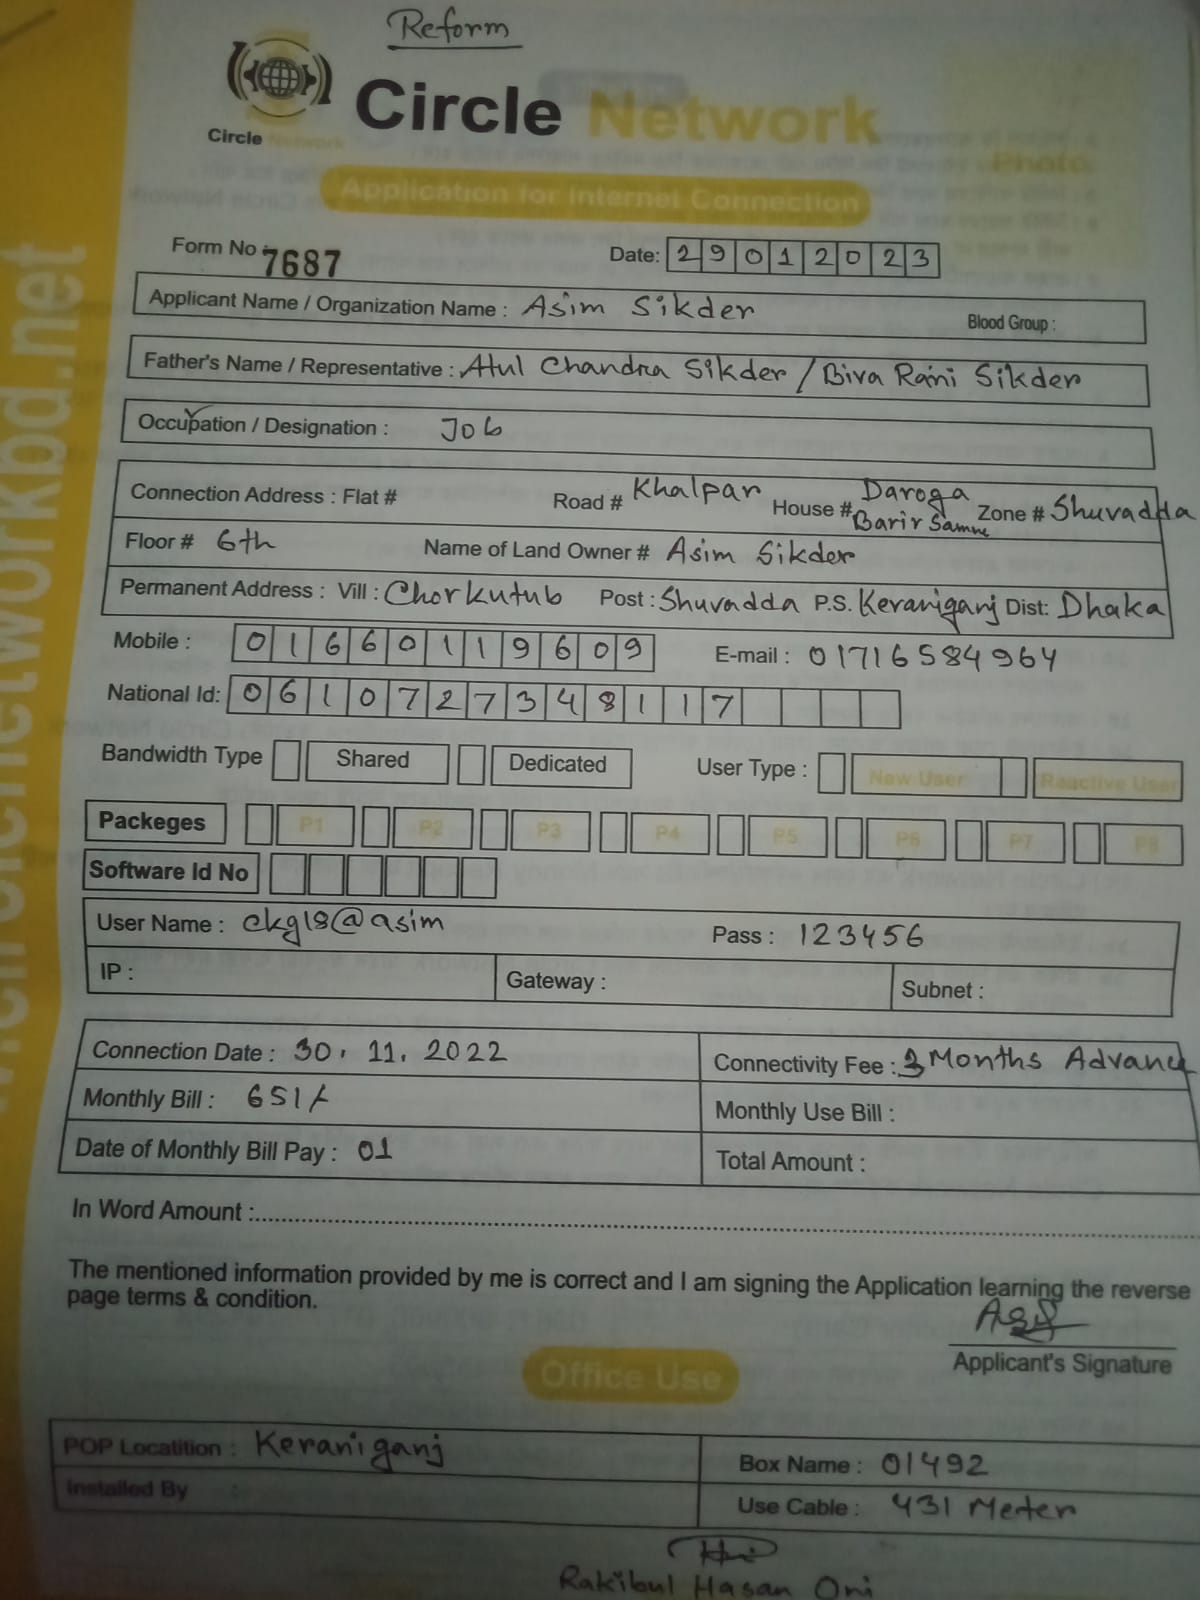 Reform
Circle Network
Circle Network
Application for Internet Connection
Photo
Form No : 7687 Date: 29012023
Applicant Name / Organization Name : Asim Sikder Blood Group :
Father's Name / Representative : Atul Chandra Sikder / Biva Rani Sikder
Occupation / Designation : Job
Connection Address : Flat # Road # Khalpar House # Daroga Barir Samne Zone # Shuvadda
Floor # 6th Name of Land Owner # Asim Sikder
Permanent Address : Vill : Chorkutub Post : Shuvadda P.S. Keraniganj Dist: Dhaka
Mobile : 01660119609 E-mail : 01716584964
National Id: 0610727348117
Bandwidth Type Shared Dedicated User Type : New User Reactive User
Packeges P1 P2 P3 P4 P5 P6 P7 P8
Software Id No
User Name : ckg18@asim Pass : 123456
IP : Gateway : Subnet :
Connection Date : 30. 11. 2022 Connectivity Fee : 3 Months Advance
Monthly Bill : 651/- Monthly Use Bill :
Date of Monthly Bill Pay : 01 Total Amount :
In Word Amount :
The mentioned information provided by me is correct and I am signing the Application learning the reverse
page terms & condition.
Applicant's Signature
Office Use
POP Locatition : Keraniganj Box Name : 01492
Installed By : Use Cable : 431 Meter
Rakibul Hasan Oni
www.circlenetworkbd.net